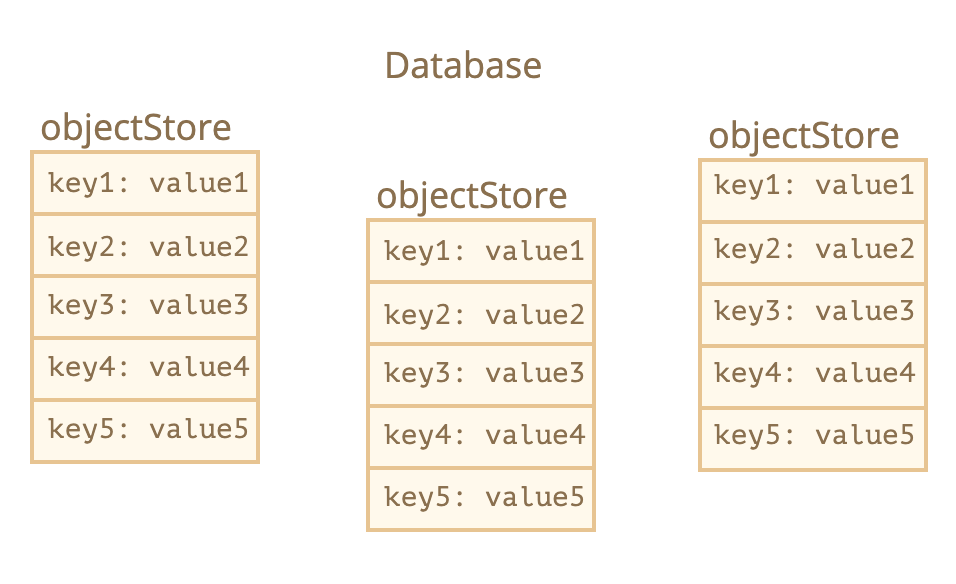 Database
objectStore
key1: value1
key2: value2
key3: value3
key4: value4
key5: value5
objectStore
key1: value1
key2: value2
key3: value3
key4: value4
key5: value5
objectStore
key1: value1
key2: value2
key3: value3
key4: value4
key5: value5